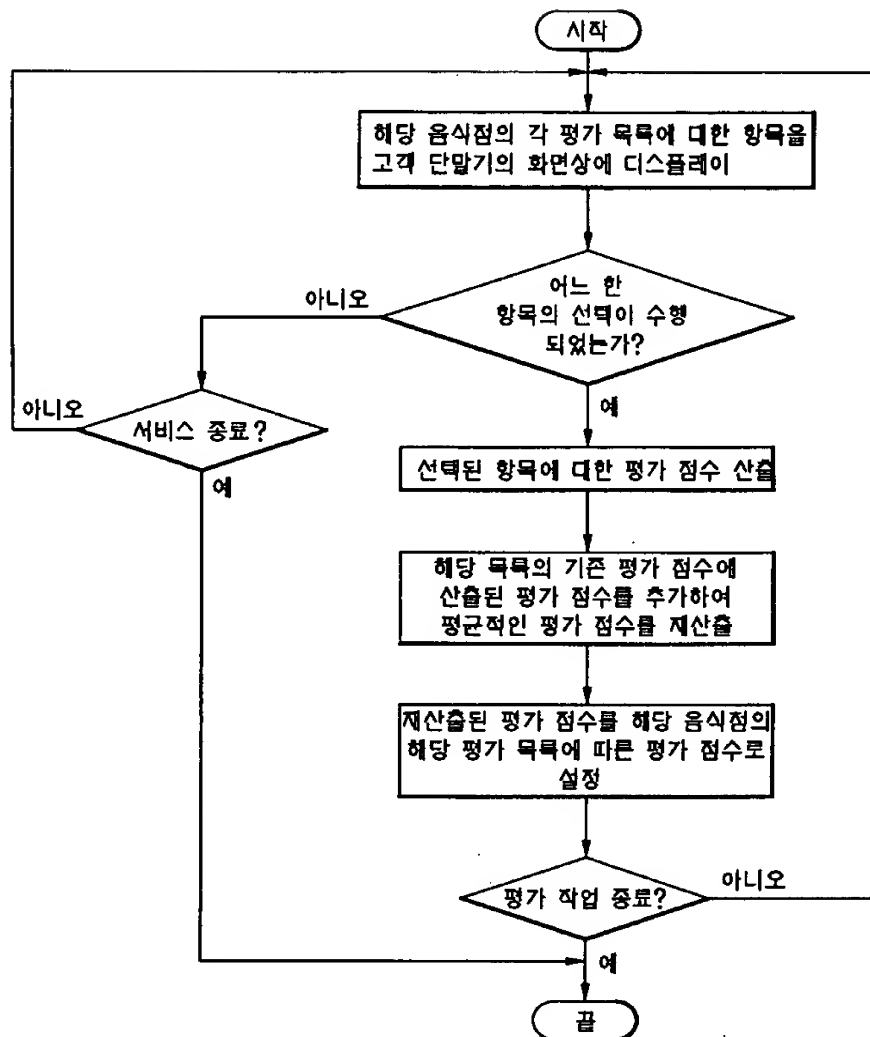 시작
해당 음식점의 각 평가 목록에 대한 항목을
고객 단말기의 화면상에 디스플레이
어느 한
항목의 선택이 수행
되었는가?
아니오
예
서비스 종료?
아니오
예
선택된 항목에 대한 평가 점수 산출
해당 목록의 기존 평가 점수에
산출된 평가 점수를 추가하여
평균적인 평가 점수를 재산출
재산출된 평가 점수를 해당 음식점의
해당 평가 목록에 따른 평가 점수로
설정
평가 작업 종료?
아니오
예
끝